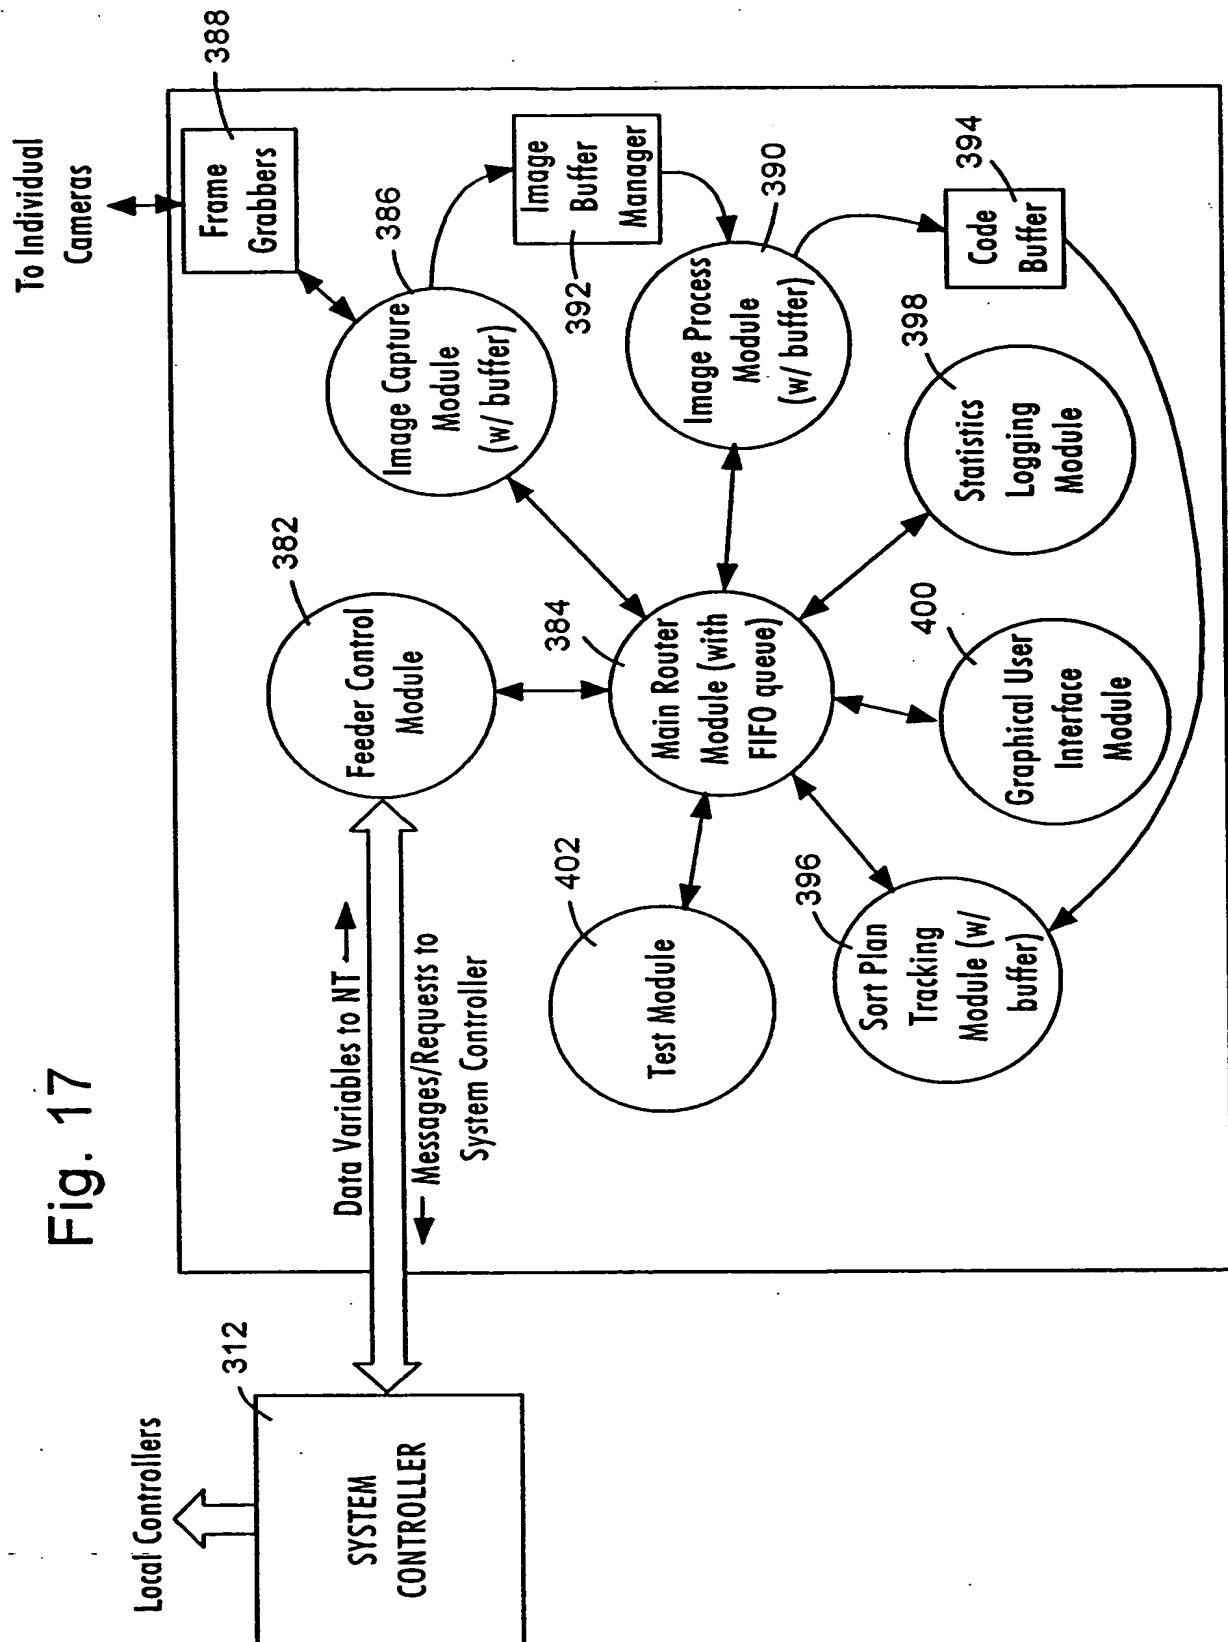 Fig. 17
Local Controllers
312
SYSTEM
CONTROLLER
Data Variables to NT
Messages/Requests to
System Controller
To Individual
Cameras
388
Frame
Grabbers
382
Feeder Control
Module
386
Image Capture
Module
(w/ buffer)
Image
Buffer
Manager
392
384
Main Router
Module (with
FIFO queue)
390
Image Process
Module
(w/ buffer)
394
Code
Buffer
402
Test Module
396
Sort Plan
Tracking
Module (w/
buffer)
400
Graphical User
Interface
Module
398
Statistics
Logging
Module